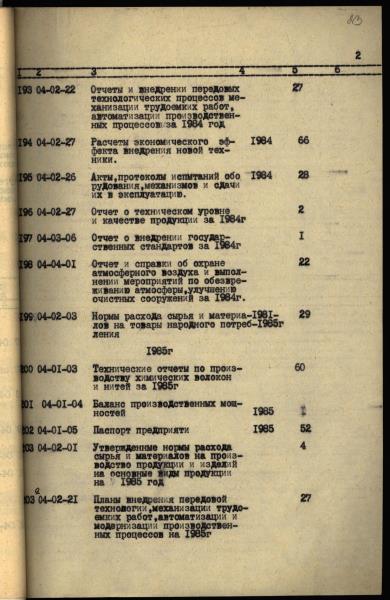 2
1 2 3 4 5 6
193 04-02-22 Отчеты и внедрении передовых 27
технологических процессов ме-
ханизации трудоемких работ,
автоматизации производствен-
ных процессов за 1984 год
194 04-02-27 Расчеты экономического эф- 1984 66
фекта внедрения новой тех-
ники.
195 04-02-26 Акты,протоколы испытаний обо 1984 28
рудования,механизмов и сдачи
их в эксплуатацию.
196 04-02-27 Отчет о техническом уровне 2
и качестве продукции за 1984г
197 04-03-06 Отчет о внедрении государ- I
ственных стандартов за 1984г
198 04-04-01 Отчет и справки об охране 22
атмосферного воздуха и выпол-
нении мероприятий по обезвре-
живанию атмосферы,улучшению
очистных сооружений за 1984г.
199 04-02-03 Нормы расхода сырья и материа-1981- 29
лов на товары народного потреб-1985г
ления
1985г
200 04-01-03 Технические отчеты по произ- 60
водству химических волокон
и нитей за 1985г
201 04-01-04 Баланс производственных мощ-
ностей 1985
202 04-01-05 Паспорт предприяти 1985 52
203 04-02-01 Утвержденные нормы расхода 4
сырья и материалов на произ-
водство продукции и изделий
на основные виды продукции
на 1985 год
203а 04-02-21 Планы внедрения передовой 27
технологии,механизации трудо-
емких работ,автоматизации и
модернизации производствен-
ных процессов на 1985г